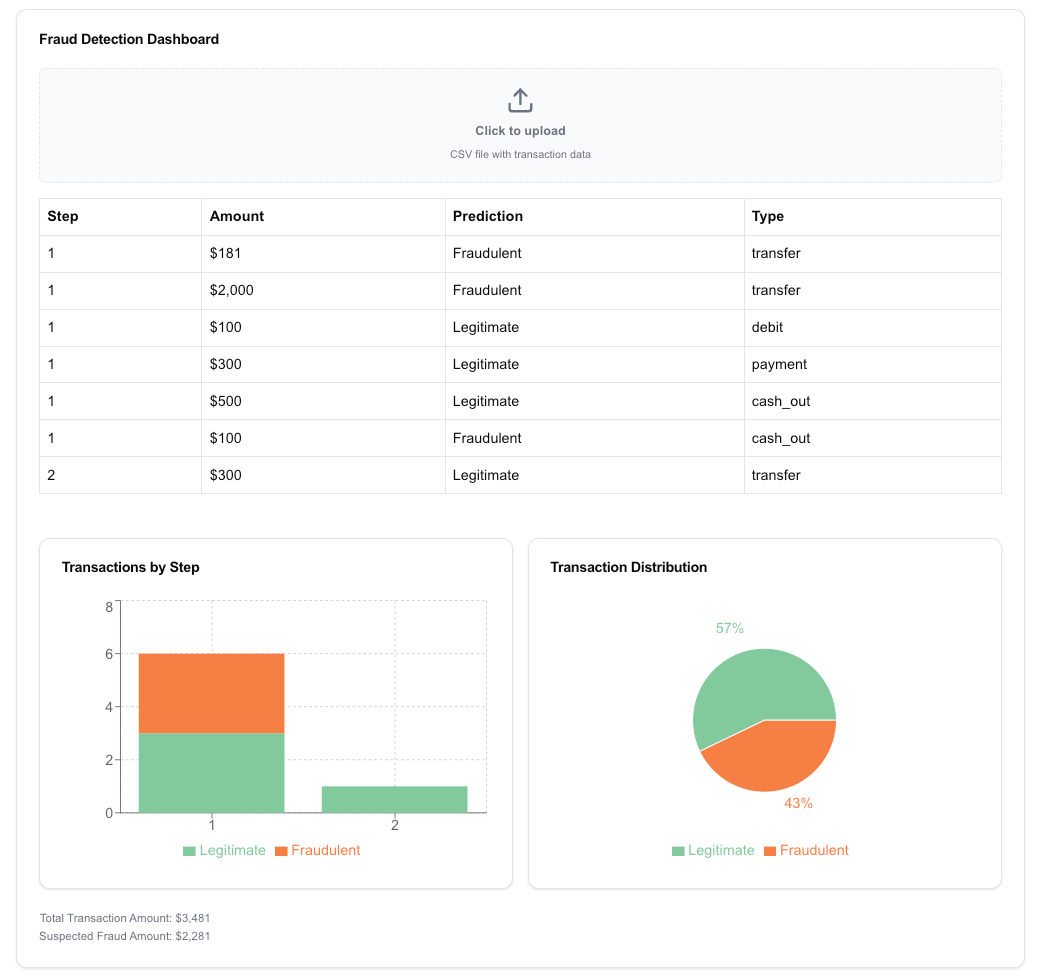 Fraud Detection Dashboard
Click to upload
CSV file with transaction data
Step Amount Prediction Type
1 $181 Fraudulent transfer
1 $2,000 Fraudulent transfer
1 $100 Legitimate debit
1 $300 Legitimate payment
1 $500 Legitimate cash_out
1 $100 Fraudulent cash_out
2 $300 Legitimate transfer
Transactions by Step
8
6
4
2
0
1 2
Legitimate Fraudulent
Transaction Distribution
57%
43%
Legitimate Fraudulent
Total Transaction Amount: $3,481
Suspected Fraud Amount: $2,281